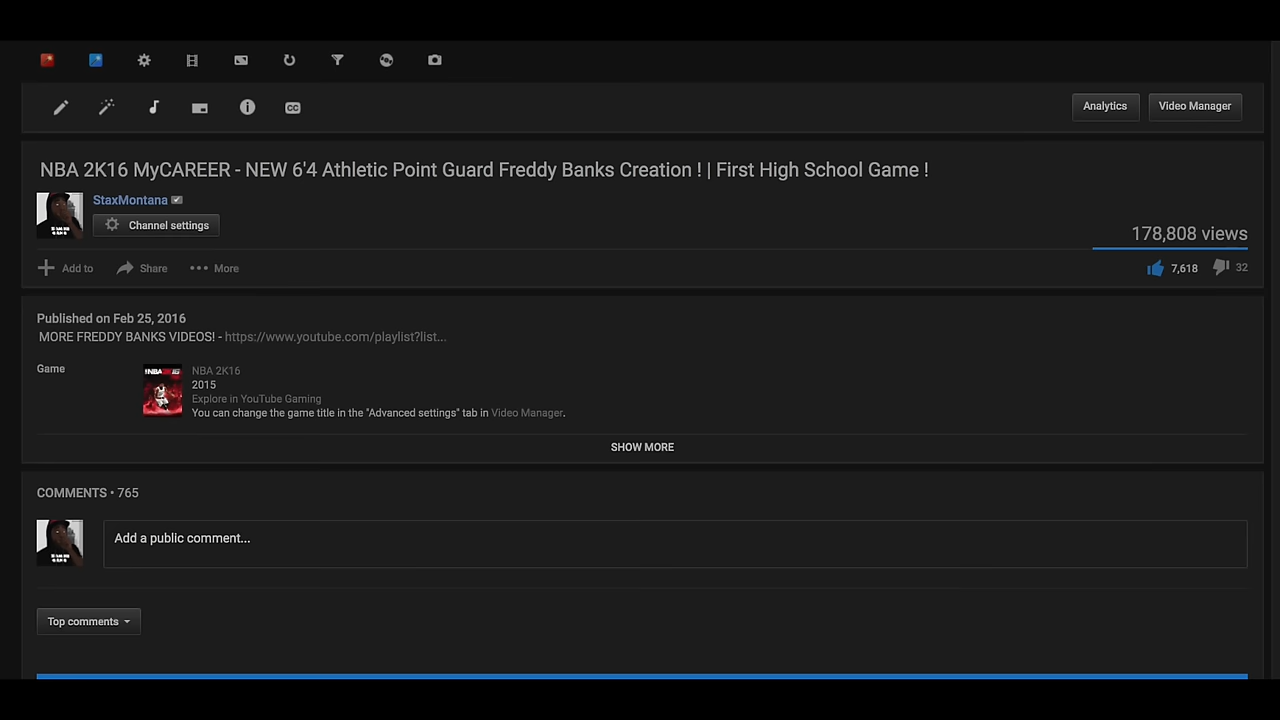 Analytics
Video Manager
NBA 2K16 MyCAREER - NEW 6'4 Athletic Point Guard Freddy Banks Creation ! | First High School Game !
StaxMontana
Channel settings
178,808 views
Add to
Share
More
7,618
32
Published on Feb 25, 2016
MORE FREDDY BANKS VIDEOS! - https://www.youtube.com/playlist?list...
Game
NBA 2K16
2015
Explore in YouTube Gaming
You can change the game title in the "Advanced settings" tab in Video Manager.
SHOW MORE
COMMENTS • 765
Add a public comment...
Top comments